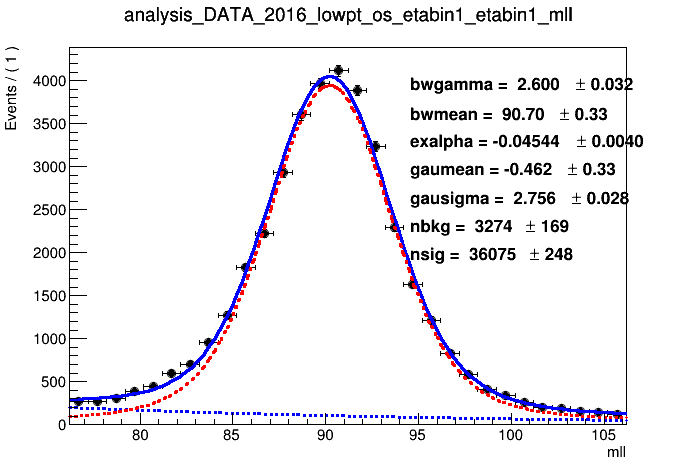 analysis_DATA_2016_lowpt_os_etabin1_etabin1_mll
Events / ( 1 )
4000
3500
3000
2500
2000
1500
1000
500
0
bwgamma = 2.600 ± 0.032
bwmean = 90.70 ± 0.33
exalpha = -0.04544 ± 0.0040
gaumean = -0.462 ± 0.33
gausigma = 2.756 ± 0.028
nbkg = 3274 ± 169
nsig = 36075 ± 248
80 85 90 95 100 105
mll